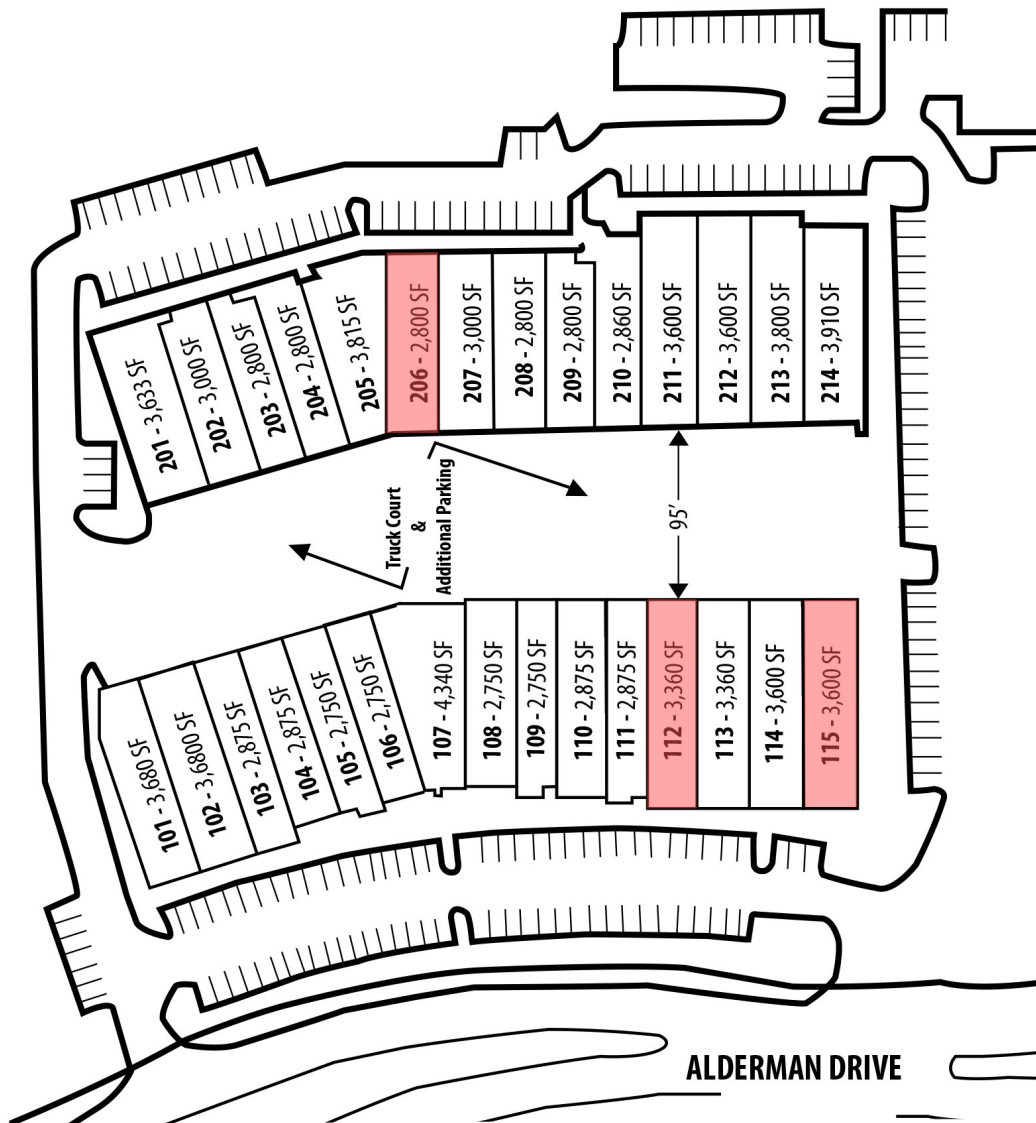 201 - 3,633 SF
202 - 3,000 SF
203 - 2,800 SF
204 - 2,800 SF
205 - 3,815 SF
206 - 2,800 SF
207 - 3,000 SF
208 - 2,800 SF
209 - 2,800 SF
210 - 2,860 SF
211 - 3,600 SF
212 - 3,600 SF
213 - 3,800 SF
214 - 3,910 SF
Truck Court
&
Additional Parking
95'
101 - 3,680 SF
102 - 3,6800 SF
103 - 2,875 SF
104 - 2,875 SF
105 - 2,750 SF
106 - 2,750 SF
107 - 4,340 SF
108 - 2,750 SF
109 - 2,750 SF
110 - 2,875 SF
111 - 2,875 SF
112 - 3,360 SF
113 - 3,360 SF
114 - 3,600 SF
115 - 3,600 SF
ALDERMAN DRIVE